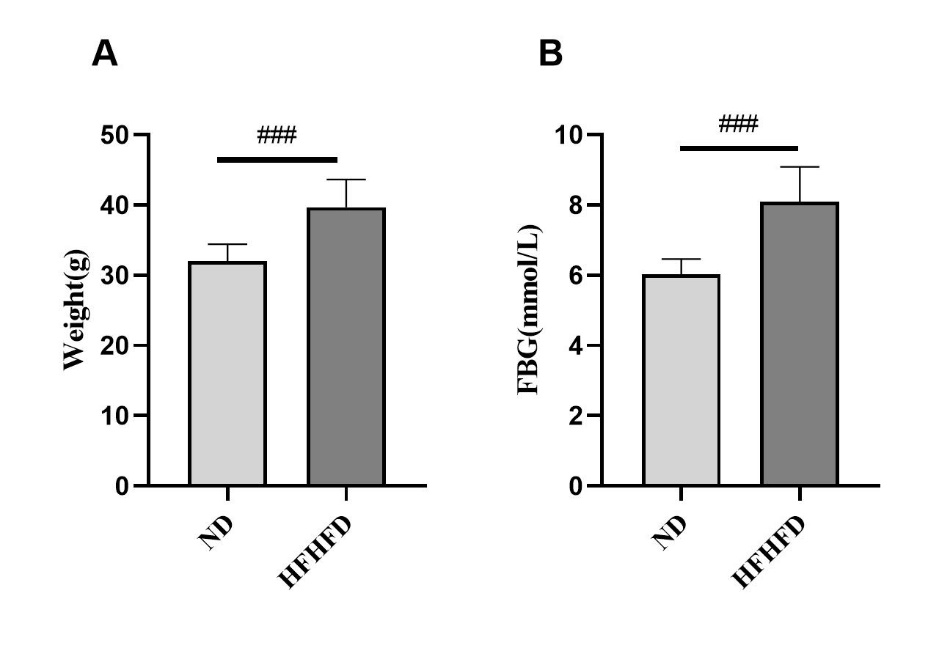 A
B
###
50
40
30
20
10
0
Weight(g)
ND
HFHFD
###
10
8
6
4
2
0
FBG(mmol/L)
ND
HFHFD